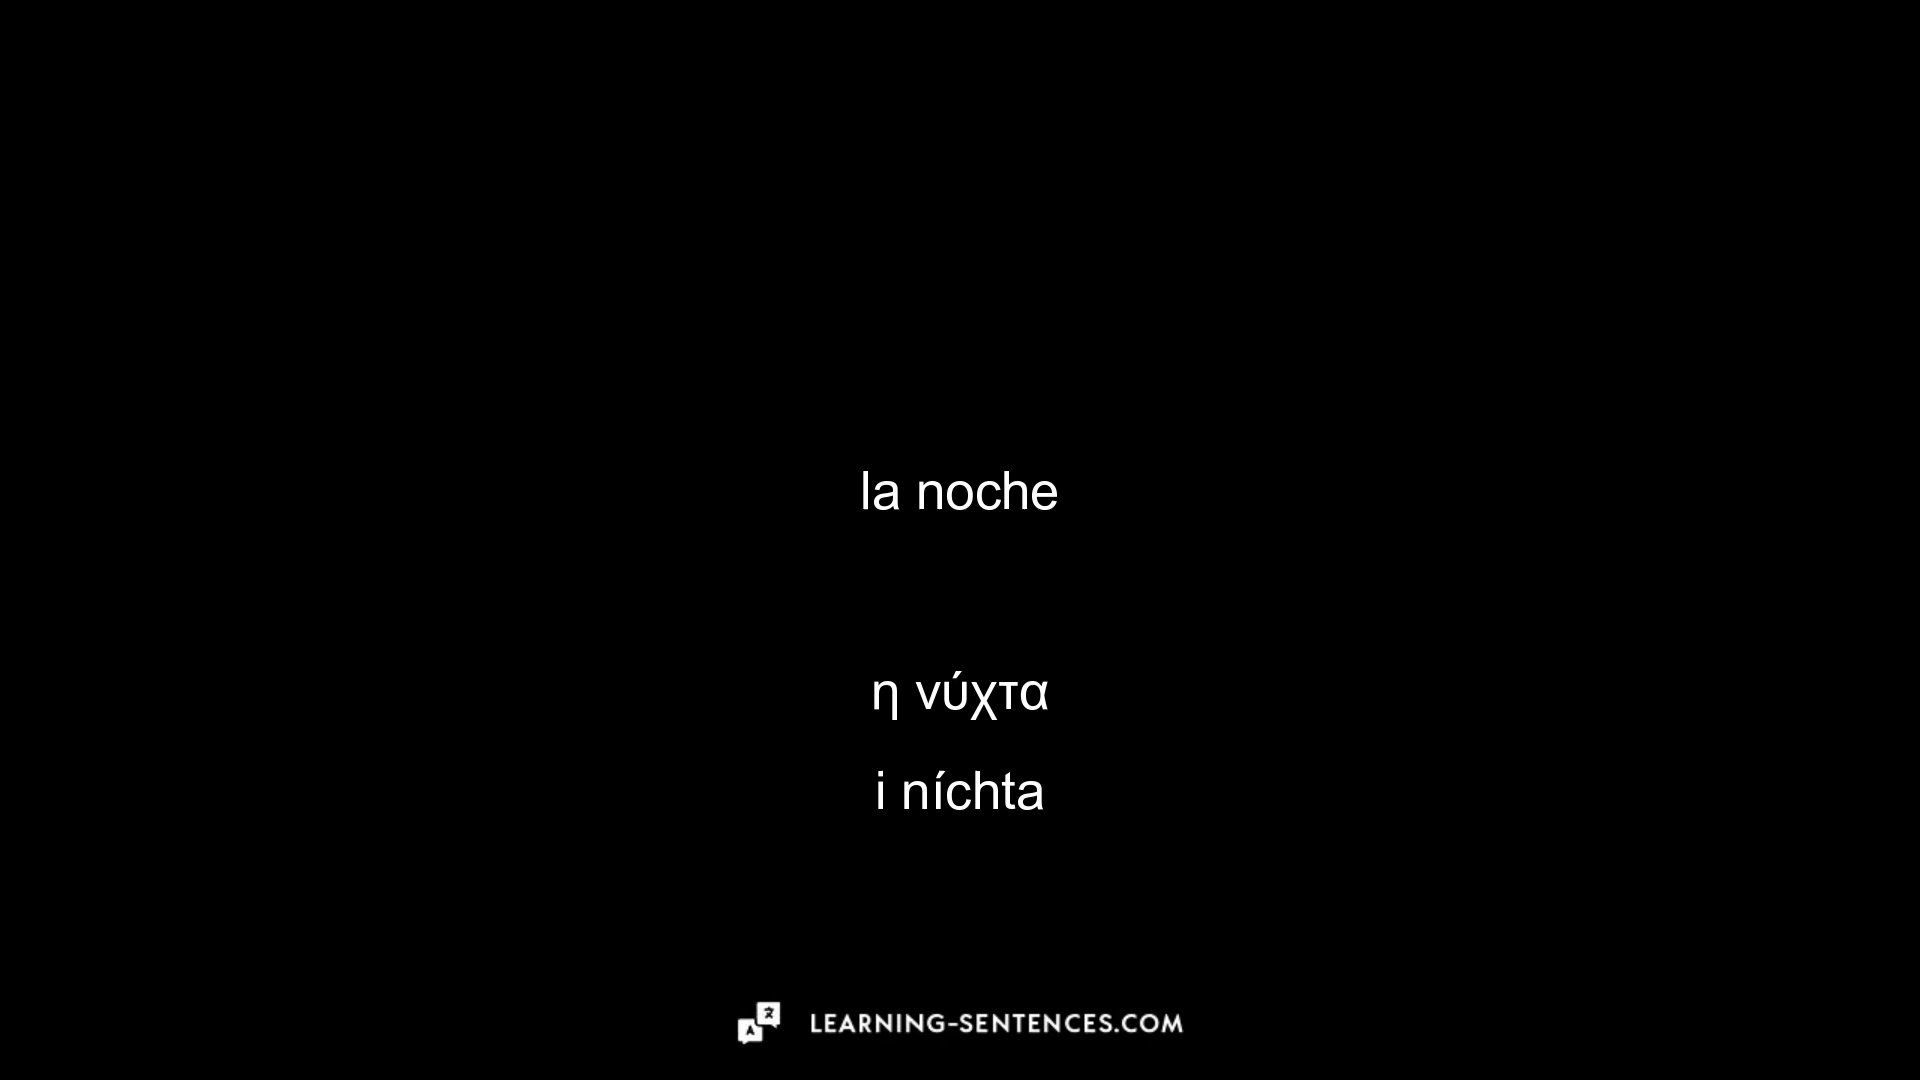 la noche
η νύχτα
i níchta
LEARNING-SENTENCES.COM